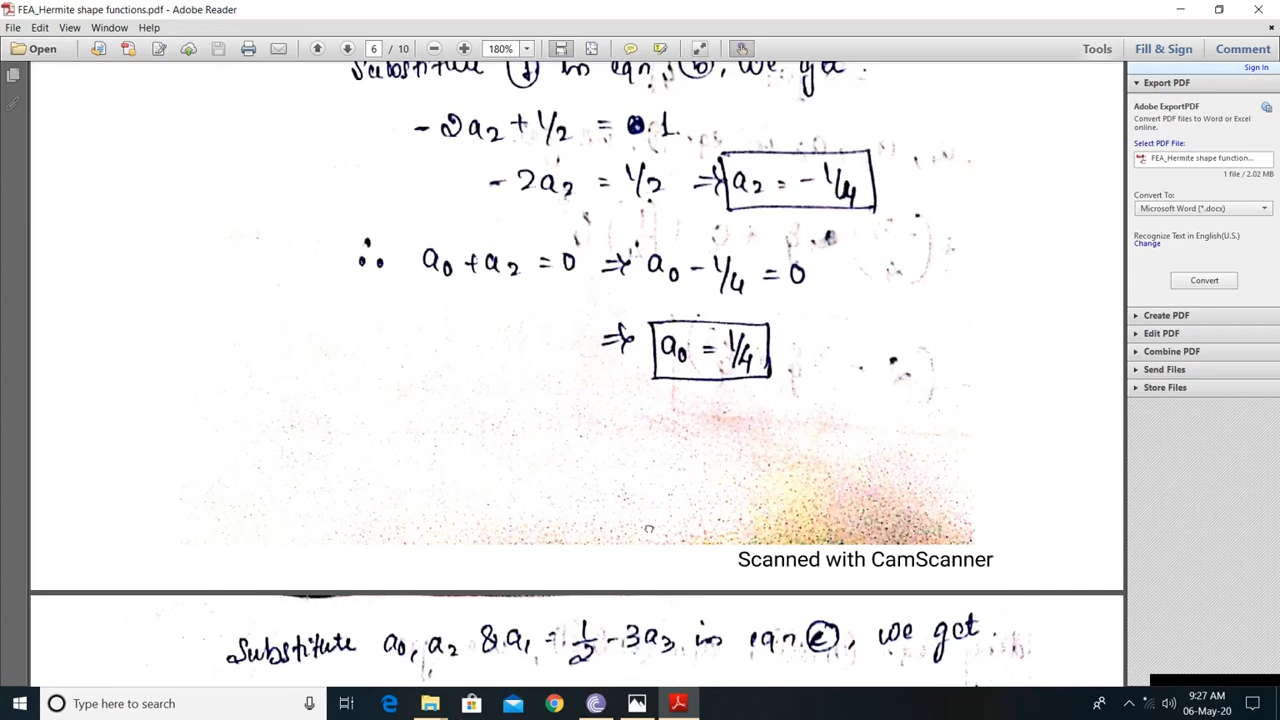 FEA_Hermite shape functions.pdf - Adobe Reader
File Edit View Window Help
Open 6 / 10 180% Tools Fill & Sign Comment
Sign In
Export PDF
Adobe ExportPDF
Convert PDF files to Word or Excel online.
Select PDF File:
FEA_Hermite shape function...
1 file / 2.02 MB
Convert To:
Microsoft Word (*.docx)
Recognize Text in English(U.S.)
Change
Convert
Create PDF
Edit PDF
Combine PDF
Send Files
Store Files
Substitute in eqn, (b), we get.
-2a₂ + 1/2 = 1.
-2a₂ = 1/2 ⇒ a₂ = -1/4
∴ a₀ + a₂ = 0 ⇒ a₀ - 1/4 = 0
⇒ a₀ = 1/4
Scanned with CamScanner
Substitute a₀, a₂ & a₁ = 1/2 - 3a₃ in eqn (c), we get.
Type here to search
9:27 AM
06-May-20